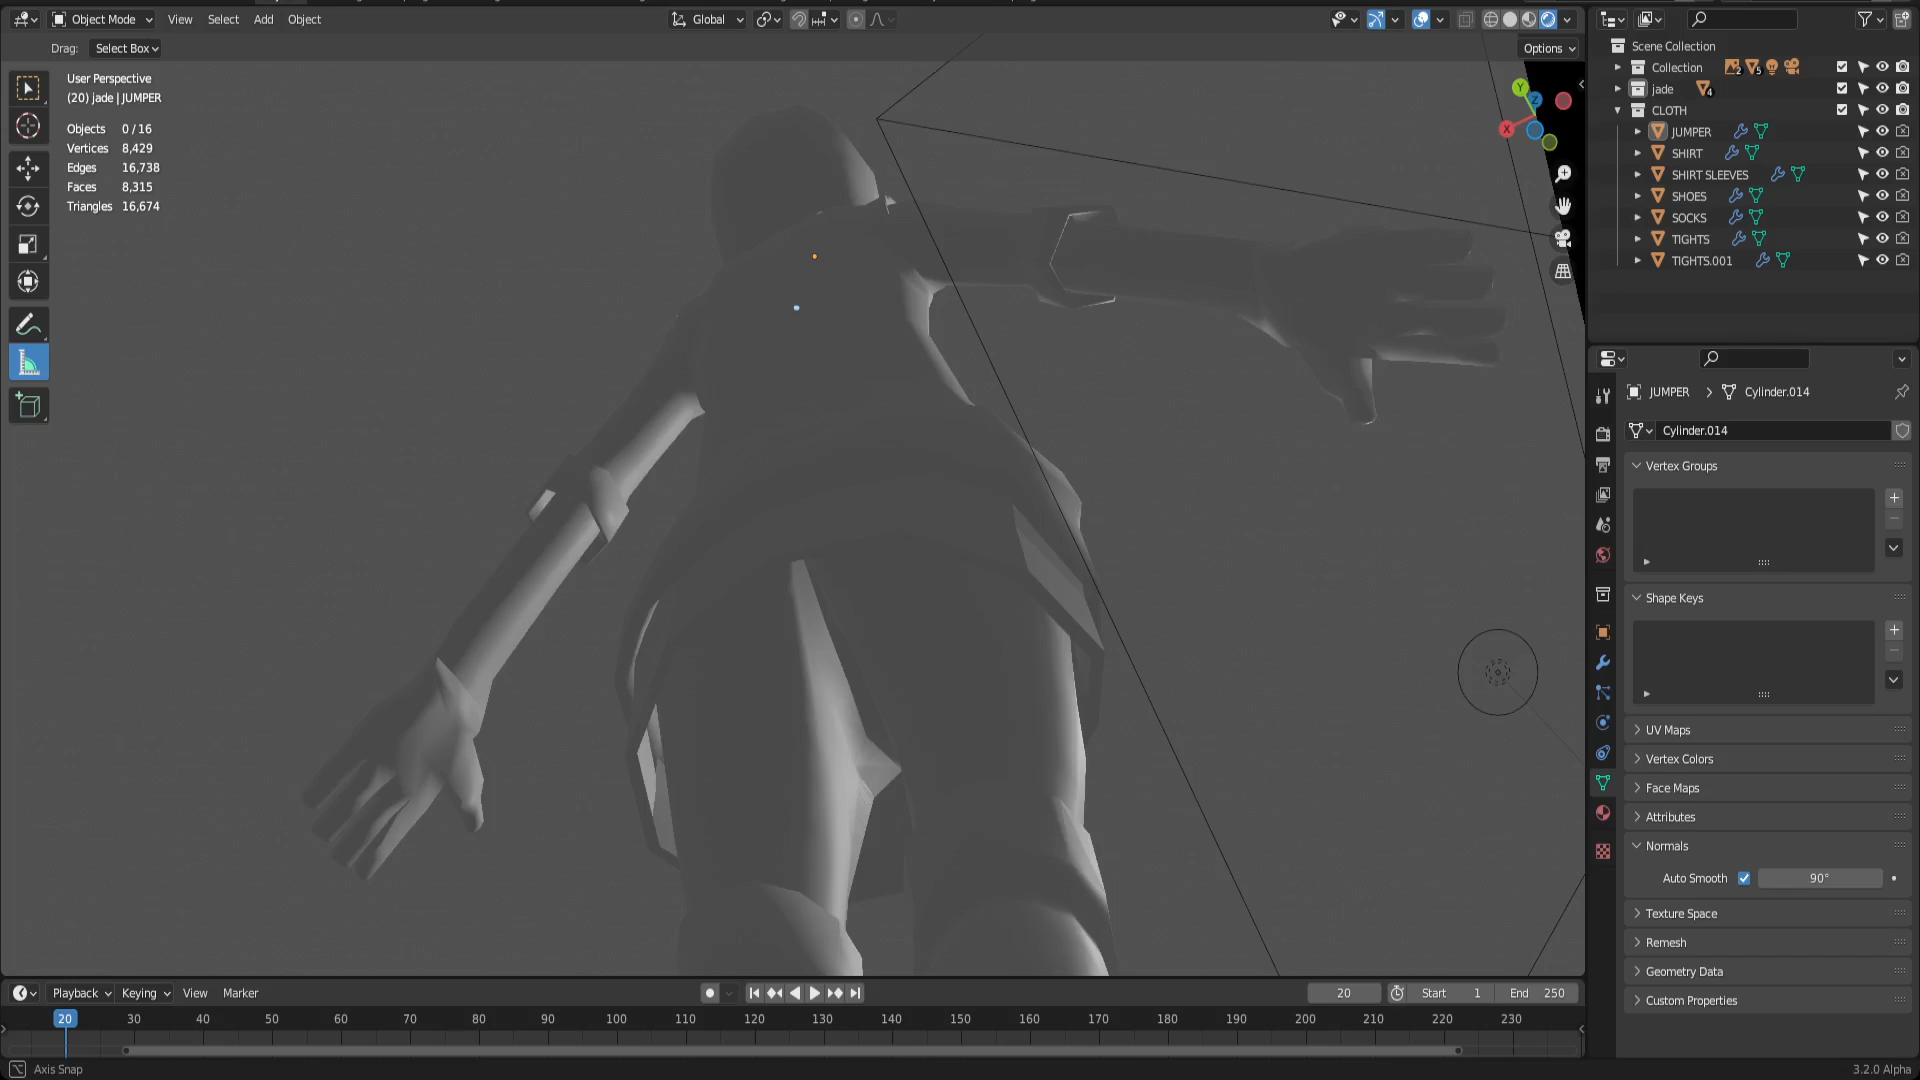 Object Mode
View
Select
Add
Object
Global
Drag:
Select Box
Options
User Perspective
(20) jade | JUMPER
Objects 0 / 16
Vertices 8,429
Edges 16,738
Faces 8,315
Triangles 16,674
Y
Z
X
Scene Collection
Collection 2 5
jade 4
CLOTH
JUMPER
SHIRT
SHIRT SLEEVES
SHOES
SOCKS
TIGHTS
TIGHTS.001
JUMPER > Cylinder.014
Cylinder.014
Vertex Groups
Shape Keys
UV Maps
Vertex Colors
Face Maps
Attributes
Normals
Auto Smooth 90°
Texture Space
Remesh
Geometry Data
Custom Properties
Playback
Keying
View
Marker
20
Start 1
End 250
20 30 40 50 60 70 80 90 100 110 120 130 140 150 160 170 180 190 200 210 220 230
Axis Snap
3.2.0 Alpha